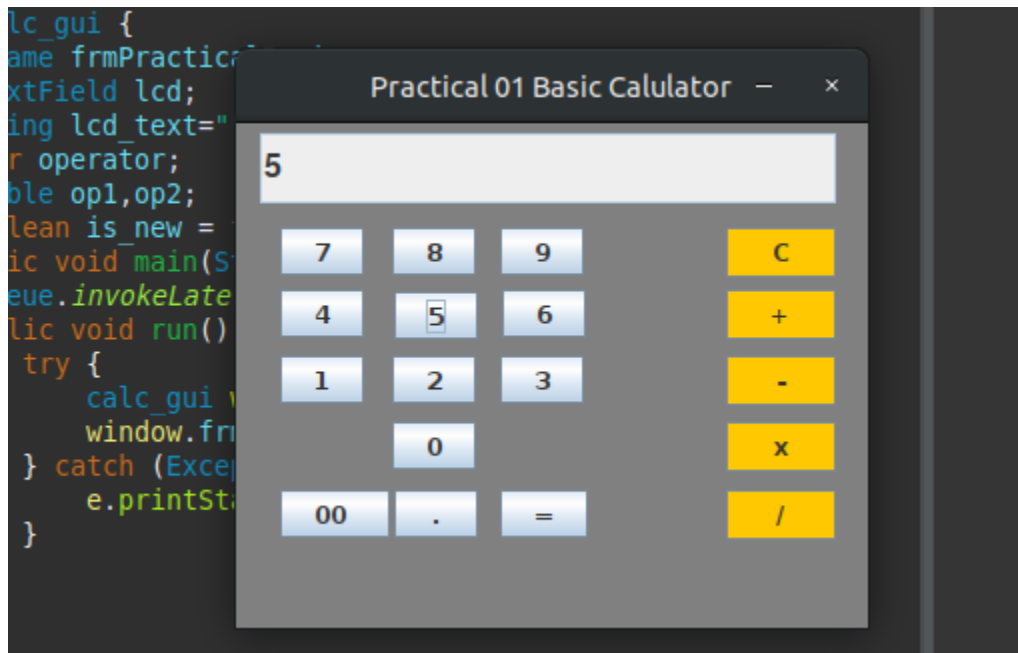 lc_gui {
ame frmPractica
xtField lcd;
ing lcd_text="
r operator;
ble op1,op2;
lean is_new =
ic void main(S
eue.invokeLate
lic void run()
try {
calc_gui
window.fr
} catch (Excep
e.printSta
}
Practical 01 Basic Calulator – ×
5
7 8 9 C
4 5 6 +
1 2 3 -
0 x
00 . = /